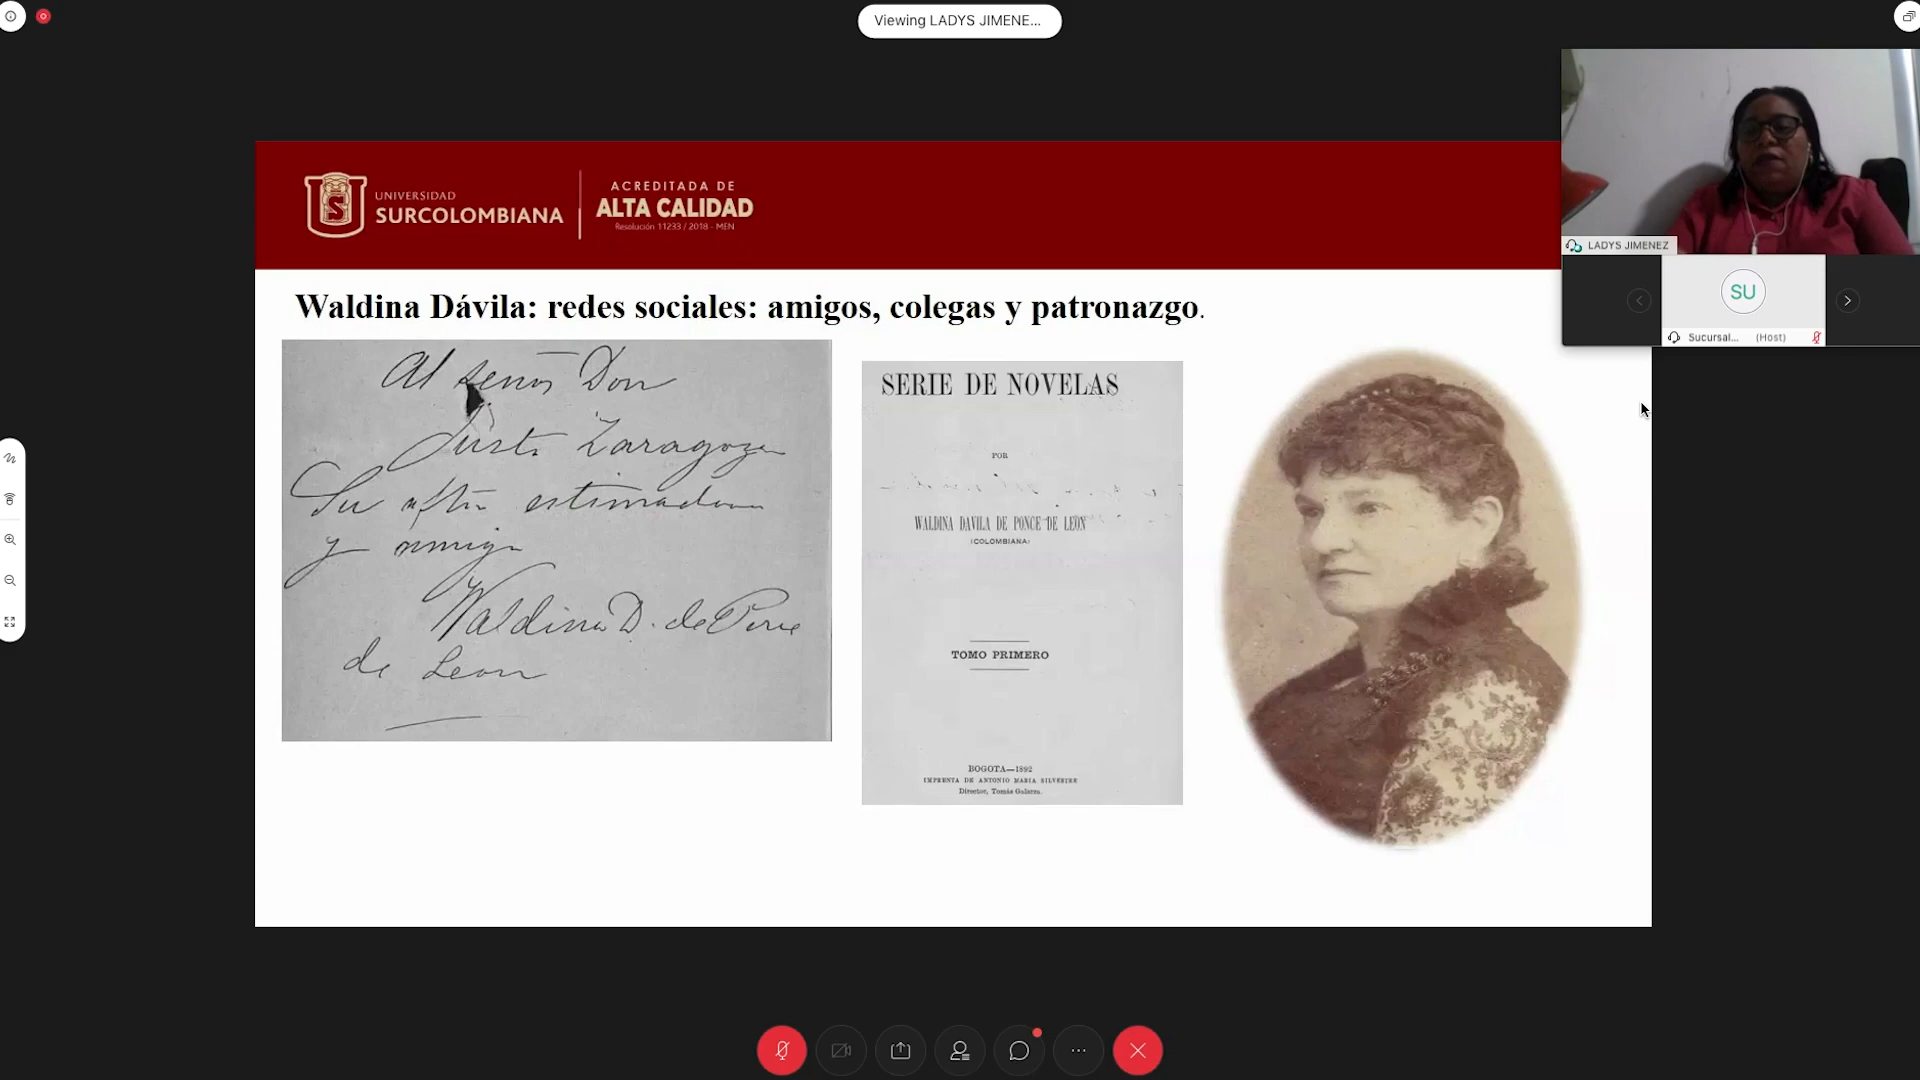 Viewing LADYS JIMENE...
UNIVERSIDAD
SURCOLOMBIANA
ACREDITADA DE
ALTA CALIDAD
Resolución 11233 / 2018 - MEN
LADYS JIMENEZ
SU
Sucursal... (Host)
Waldina Dávila: redes sociales: amigos, colegas y patronazgo.
Al señor Don
Justo Zaragoza
Su estimadora
y amiga
Waldina D. de Ponce
de Leon
SERIE DE NOVELAS
POR
WALDINA DAVILA DE PONCE DE LEON
(COLOMBIANA)
TOMO PRIMERO
BOGOTA—1892
IMPRENTA DE ANTONIO MARIA SILVESTRE
Director, Tomás Galarza.